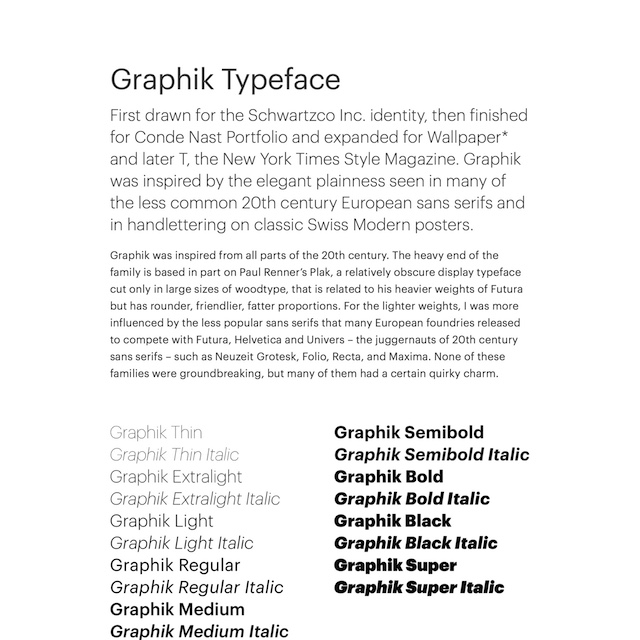 Graphik Typeface
First drawn for the Schwartzco Inc. identity, then finished
for Conde Nast Portfolio and expanded for Wallpaper*
and later T, the New York Times Style Magazine. Graphik
was inspired by the elegant plainness seen in many of
the less common 20th century European sans serifs and
in handlettering on classic Swiss Modern posters.
Graphik was inspired from all parts of the 20th century. The heavy end of the
family is based in part on Paul Renner's Plak, a relatively obscure display typeface
cut only in large sizes of woodtype, that is related to his heavier weights of Futura
but has rounder, friendlier, fatter proportions. For the lighter weights, I was more
influenced by the less popular sans serifs that many European foundries released
to compete with Futura, Helvetica and Univers – the juggernauts of 20th century
sans serifs – such as Neuzeit Grotesk, Folio, Recta, and Maxima. None of these
families were groundbreaking, but many of them had a certain quirky charm.
Graphik Thin
Graphik Thin Italic
Graphik Extralight
Graphik Extralight Italic
Graphik Light
Graphik Light Italic
Graphik Regular
Graphik Regular Italic
Graphik Medium
Graphik Medium Italic
Graphik Semibold
Graphik Semibold Italic
Graphik Bold
Graphik Bold Italic
Graphik Black
Graphik Black Italic
Graphik Super
Graphik Super Italic